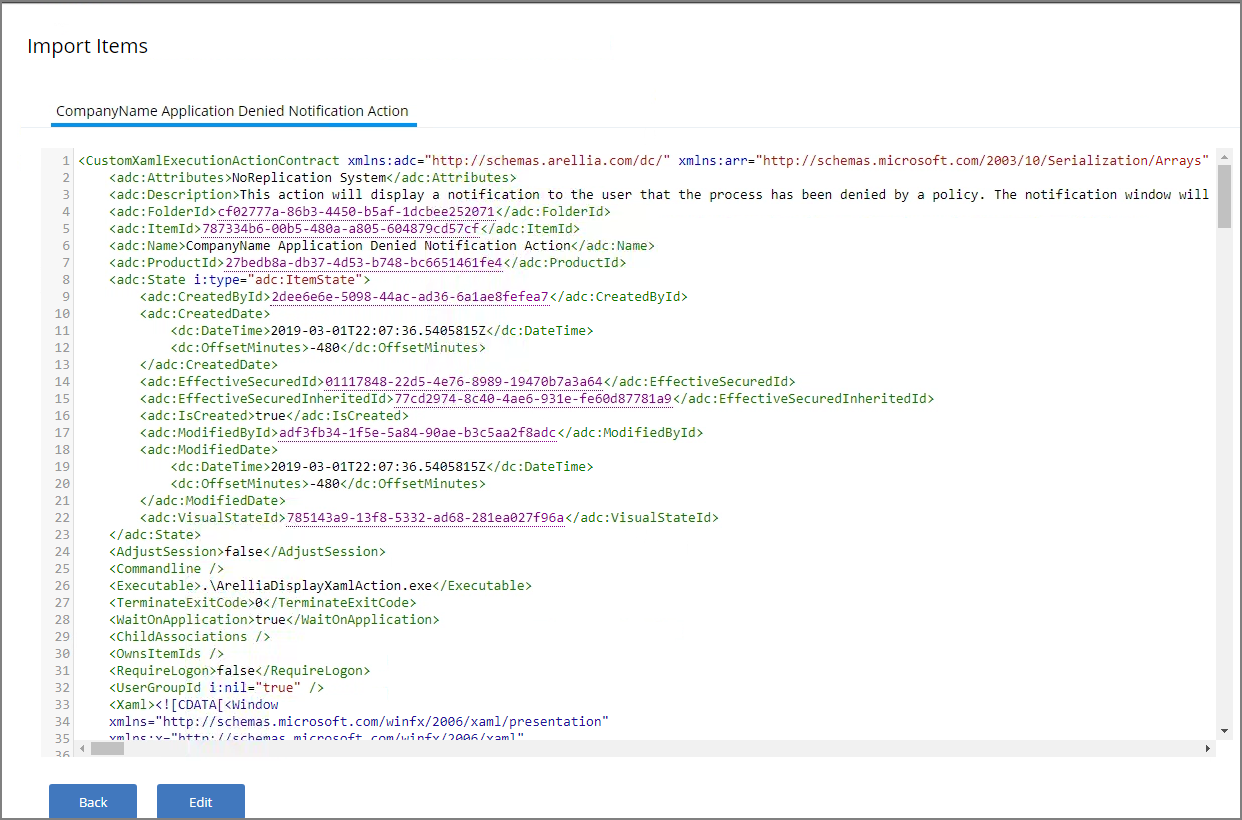 Import Items
CompanyName Application Denied Notification Action
1 <CustomXamlExecutionActionContract xmlns:adc="http://schemas.arellia.com/dc/" xmlns:arr="http://schemas.microsoft.com/2003/10/Serialization/Arrays"
2 <adc:Attributes>NoReplication System</adc:Attributes>
3 <adc:Description>This action will display a notification to the user that the process has been denied by a policy. The notification window will
4 <adc:FolderId>cf02777a-86b3-4450-b5af-1dcbee252071</adc:FolderId>
5 <adc:ItemId>787334b6-00b5-480a-a805-604879cd57cf</adc:ItemId>
6 <adc:Name>CompanyName Application Denied Notification Action</adc:Name>
7 <adc:ProductId>27bedb8a-db37-4d53-b748-bc6651461fe4</adc:ProductId>
8 <adc:State i:type="adc:ItemState">
9 <adc:CreatedById>2dee6e6e-5098-44ac-ad36-6a1ae8fefea7</adc:CreatedById>
10 <adc:CreatedDate>
11 <dc:DateTime>2019-03-01T22:07:36.5405815Z</dc:DateTime>
12 <dc:OffsetMinutes>-480</dc:OffsetMinutes>
13 </adc:CreatedDate>
14 <adc:EffectiveSecuredId>01117848-22d5-4e76-8989-19470b7a3a64</adc:EffectiveSecuredId>
15 <adc:EffectiveSecuredInheritedId>77cd2974-8c40-4ae6-931e-fe60d87781a9</adc:EffectiveSecuredInheritedId>
16 <adc:IsCreated>true</adc:IsCreated>
17 <adc:ModifiedById>adf3fb34-1f5e-5a84-90ae-b3c5aa2f8adc</adc:ModifiedById>
18 <adc:ModifiedDate>
19 <dc:DateTime>2019-03-01T22:07:36.5405815Z</dc:DateTime>
20 <dc:OffsetMinutes>-480</dc:OffsetMinutes>
21 </adc:ModifiedDate>
22 <adc:VisualStateId>785143a9-13f8-5332-ad68-281ea027f96a</adc:VisualStateId>
23 </adc:State>
24 <AdjustSession>false</AdjustSession>
25 <Commandline />
26 <Executable>.\ArelliaDisplayXamlAction.exe</Executable>
27 <TerminateExitCode>0</TerminateExitCode>
28 <WaitOnApplication>true</WaitOnApplication>
29 <ChildAssociations />
30 <OwnsItemIds />
31 <RequireLogon>false</RequireLogon>
32 <UserGroupId i:nil="true" />
33 <Xaml><![CDATA[<Window
34 xmlns="http://schemas.microsoft.com/winfx/2006/xaml/presentation"
35 xmlns:x="http://schemas.microsoft.com/winfx/2006/xaml"
36
Back
Edit